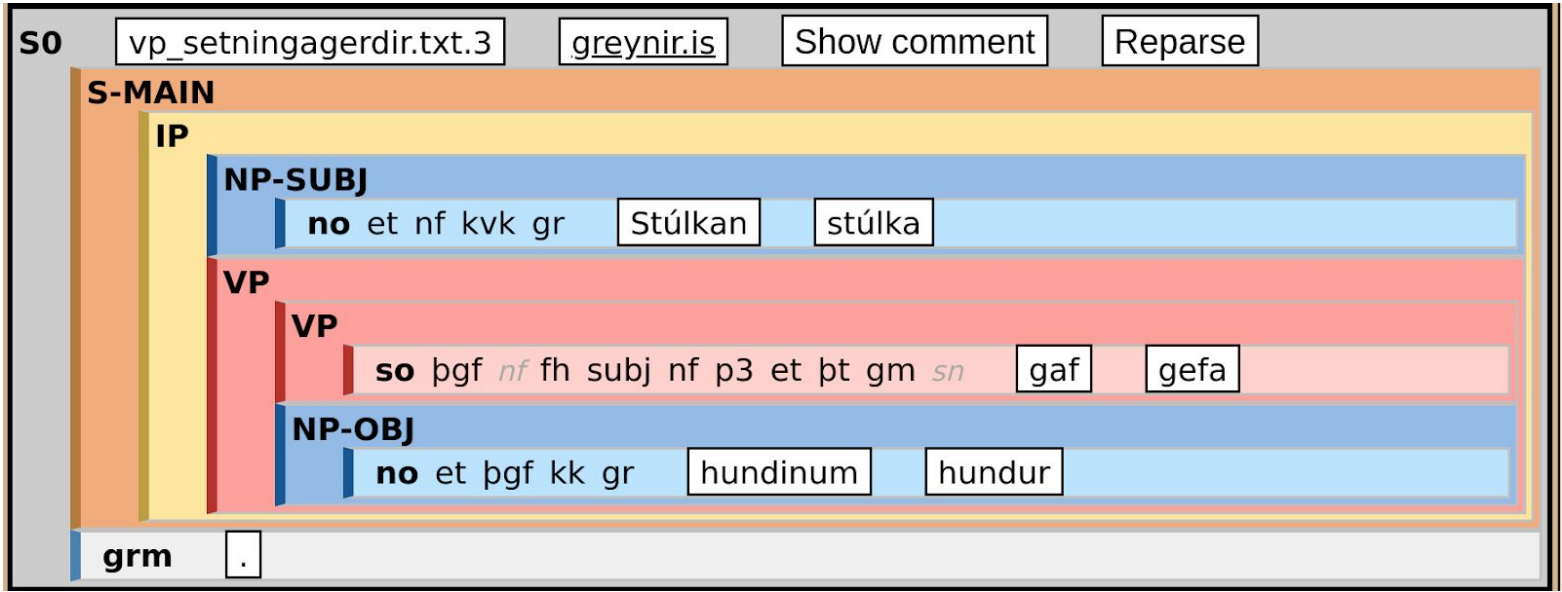 S0 vp_setningagerdir.txt.3 greynir.is Show comment Reparse
S-MAIN
IP
NP-SUBJ
no et nf kvk gr Stúlkan stúlka
VP
VP
so þgf nf fh subj nf p3 et þt gm sn gaf gefa
NP-OBJ
no et þgf kk gr hundinum hundur
grm .